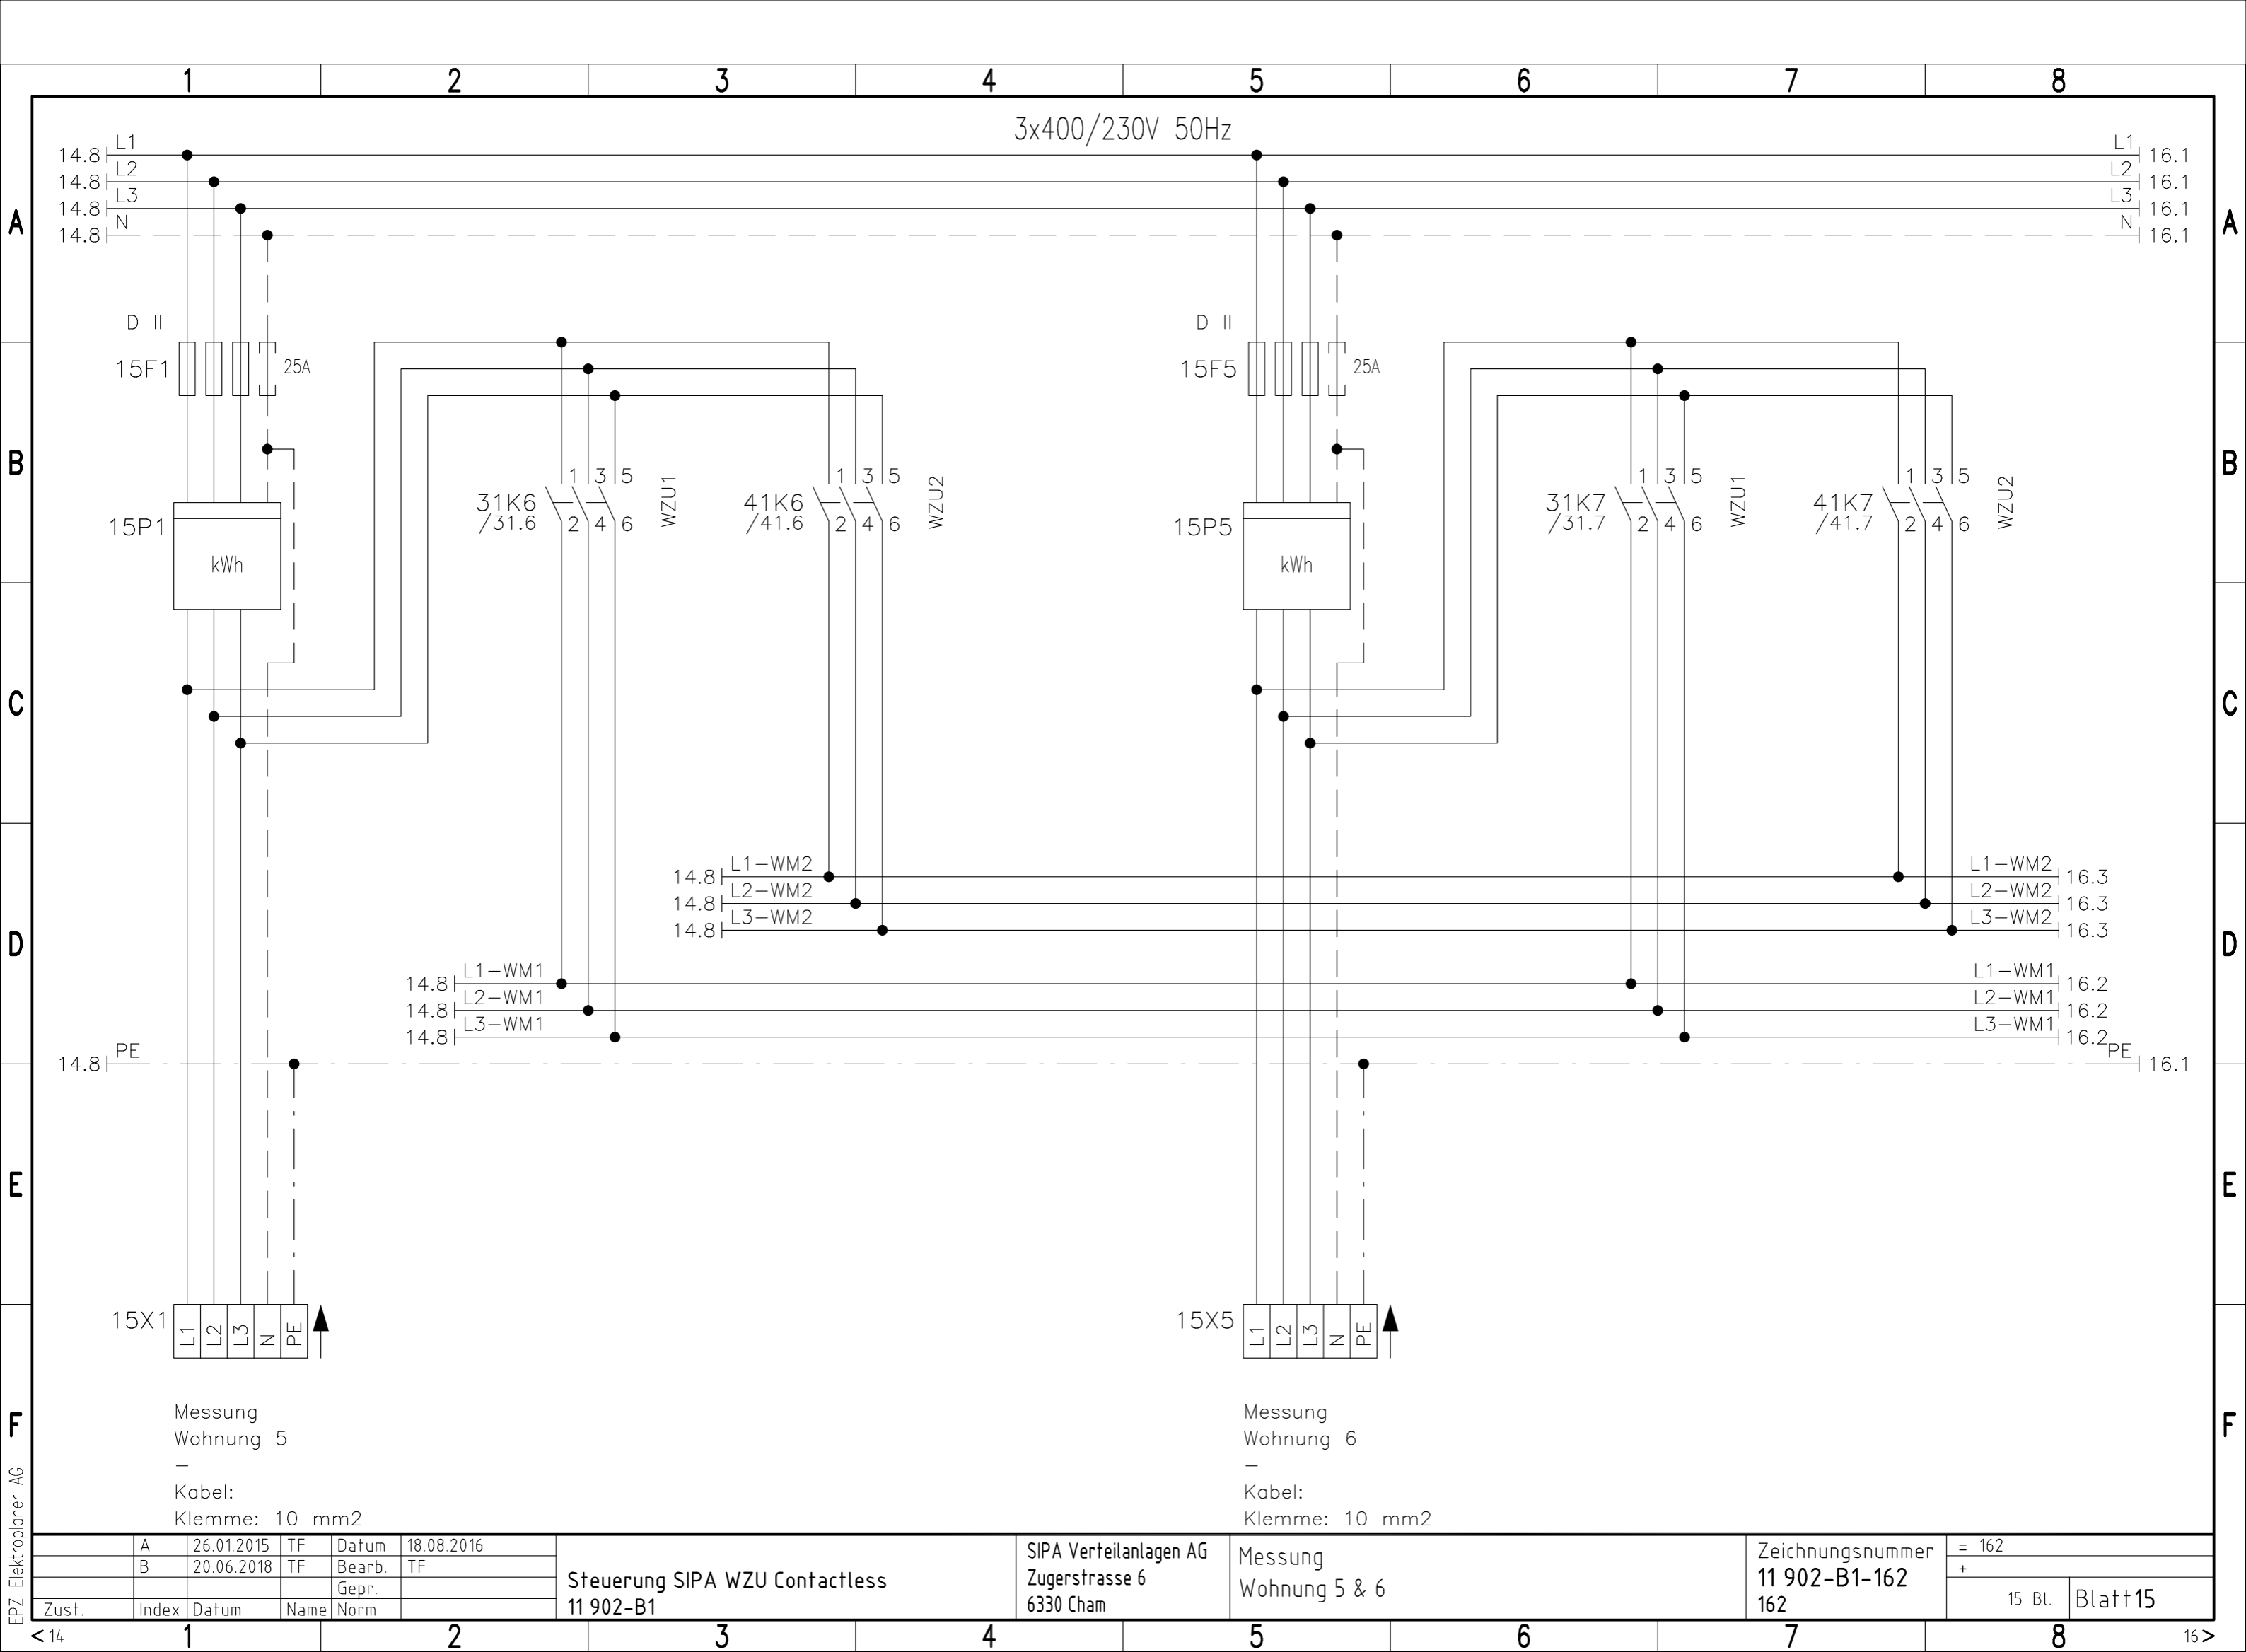 1 2 3 4 5 6 7 8
3x400/230V 50Hz
14.8 L1 L1 16.1
14.8 L2 L2 16.1
14.8 L3 L3 16.1
14.8 N N 16.1
A A
D II D II
15F1 25A 15F5 25A
B B
31K6 /31.6 1 3 5 2 4 6 WZU1
41K6 /41.6 1 3 5 2 4 6 WZU2
31K7 /31.7 1 3 5 2 4 6 WZU1
41K7 /41.7 1 3 5 2 4 6 WZU2
15P1 kWh
15P5 kWh
C C
14.8 L1-WM2 L1-WM2 16.3
14.8 L2-WM2 L2-WM2 16.3
14.8 L3-WM2 L3-WM2 16.3
D D
14.8 L1-WM1 L1-WM1 16.2
14.8 L2-WM1 L2-WM1 16.2
14.8 L3-WM1 L3-WM1 16.2
14.8 PE PE 16.1
E E
15X1 L1 L2 L3 N PE
15X5 L1 L2 L3 N PE
F F
Messung
Wohnung 5
–
Kabel:
Klemme: 10 mm2
Messung
Wohnung 6
–
Kabel:
Klemme: 10 mm2
EPZ Elektroplaner AG
A 26.01.2015 TF Datum 18.08.2016
B 20.06.2018 TF Bearb. TF
Gepr.
Zust. Index Datum Name Norm
Steuerung SIPA WZU Contactless
11 902-B1
SIPA Verteilanlagen AG
Zugerstrasse 6
6330 Cham
Messung
Wohnung 5 & 6
Zeichnungsnummer
11 902-B1-162
162
= 162
+
15 Bl. Blatt 15
<14 1 2 3 4 5 6 7 8 16>